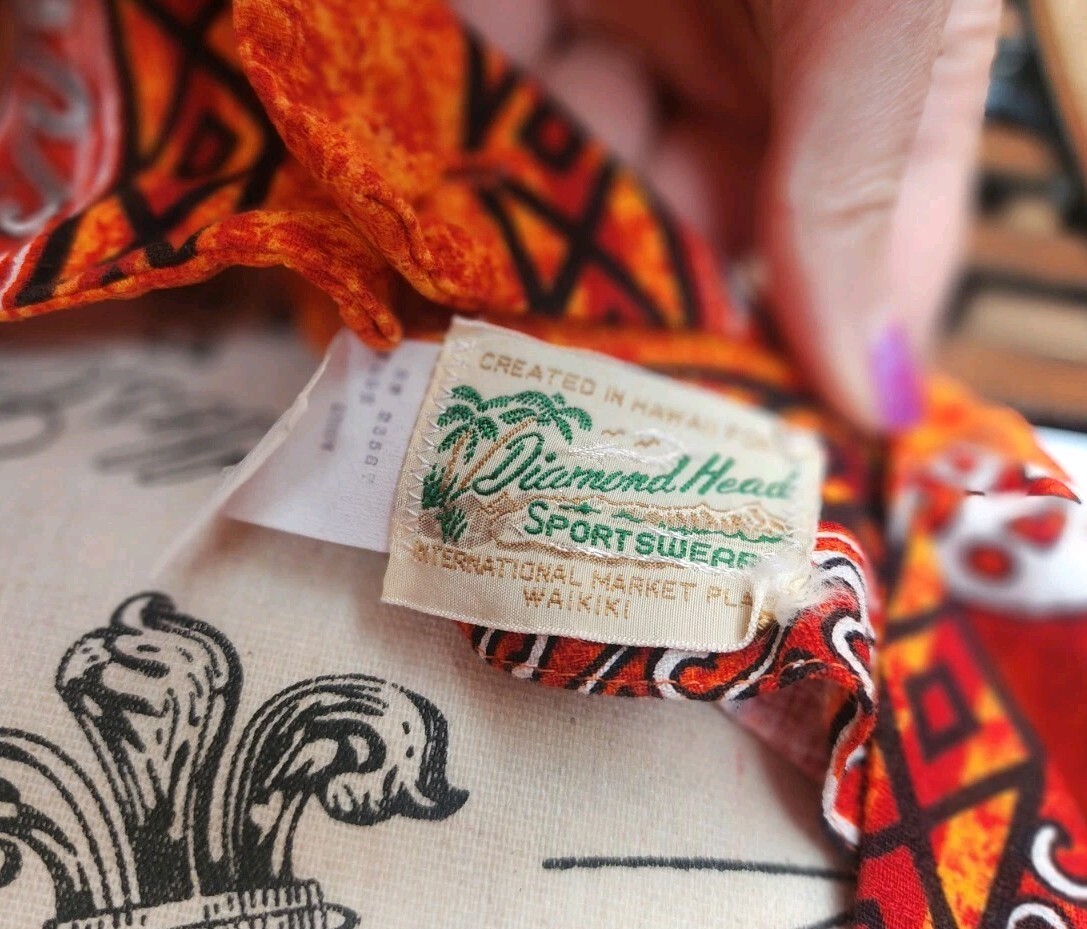 CREATED IN HAWAII FOR
Diamond Head
SPORTSWEAR
INTERNATIONAL MARKET PLA
WAIKIKI